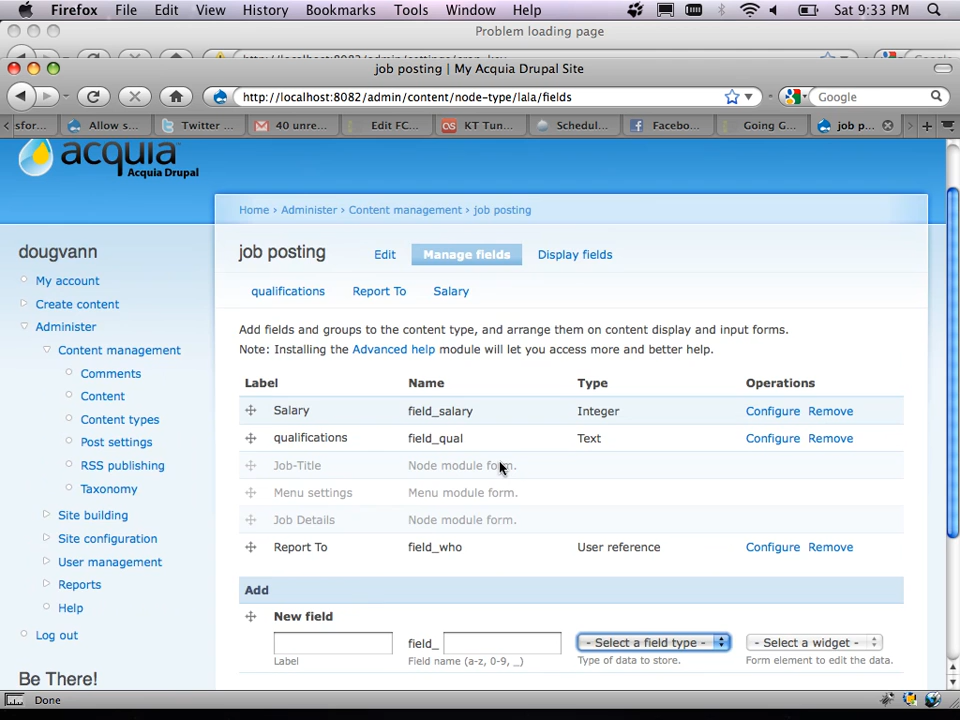 Firefox File Edit View History Bookmarks Tools Window Help Sat 9:33 PM
Problem loading page
job posting | My Acquia Drupal Site
http://localhost:8082/admin/content/node-type/lala/fields Google
sfor... Allow s... Twitter ... 40 unre... Edit FC... KT Tun... Schedul... Facebo... Going G... job p...
acquia
Acquia Drupal
Home › Administer › Content management › job posting
dougvann
My account
Create content
Administer
Content management
Comments
Content
Content types
Post settings
RSS publishing
Taxonomy
Site building
Site configuration
User management
Reports
Help
Log out
Be There!
job posting Edit Manage fields Display fields
qualifications Report To Salary
Add fields and groups to the content type, and arrange them on content display and input forms.
Note: Installing the Advanced help module will let you access more and better help.
Label Name Type Operations
Salary field_salary Integer Configure Remove
qualifications field_qual Text Configure Remove
Job-Title Node module form.
Menu settings Menu module form.
Job Details Node module form.
Report To field_who User reference Configure Remove
Add
New field
field_ - Select a field type - - Select a widget -
Label Field name (a-z, 0-9, _) Type of data to store. Form element to edit the data.
Done